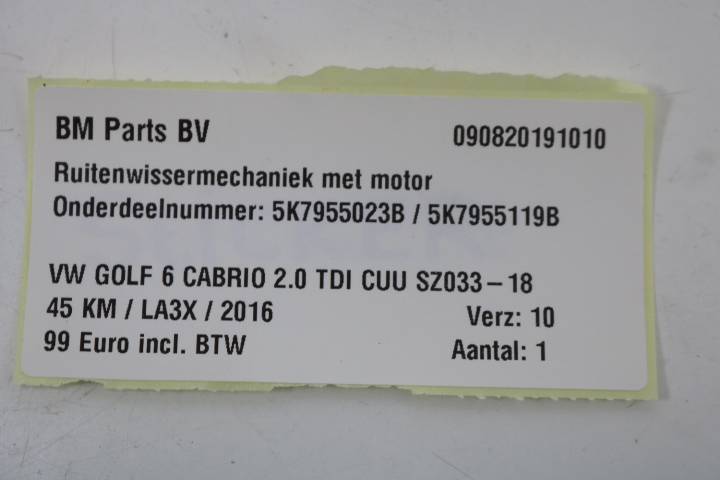 BM Parts BV 090820191010
Ruitenwissermechaniek met motor
Onderdeelnummer: 5K7955023B / 5K7955119B
VW GOLF 6 CABRIO 2.0 TDI CUU SZ033-18
45 KM / LA3X / 2016 Verz: 10
99 Euro incl. BTW Aantal: 1